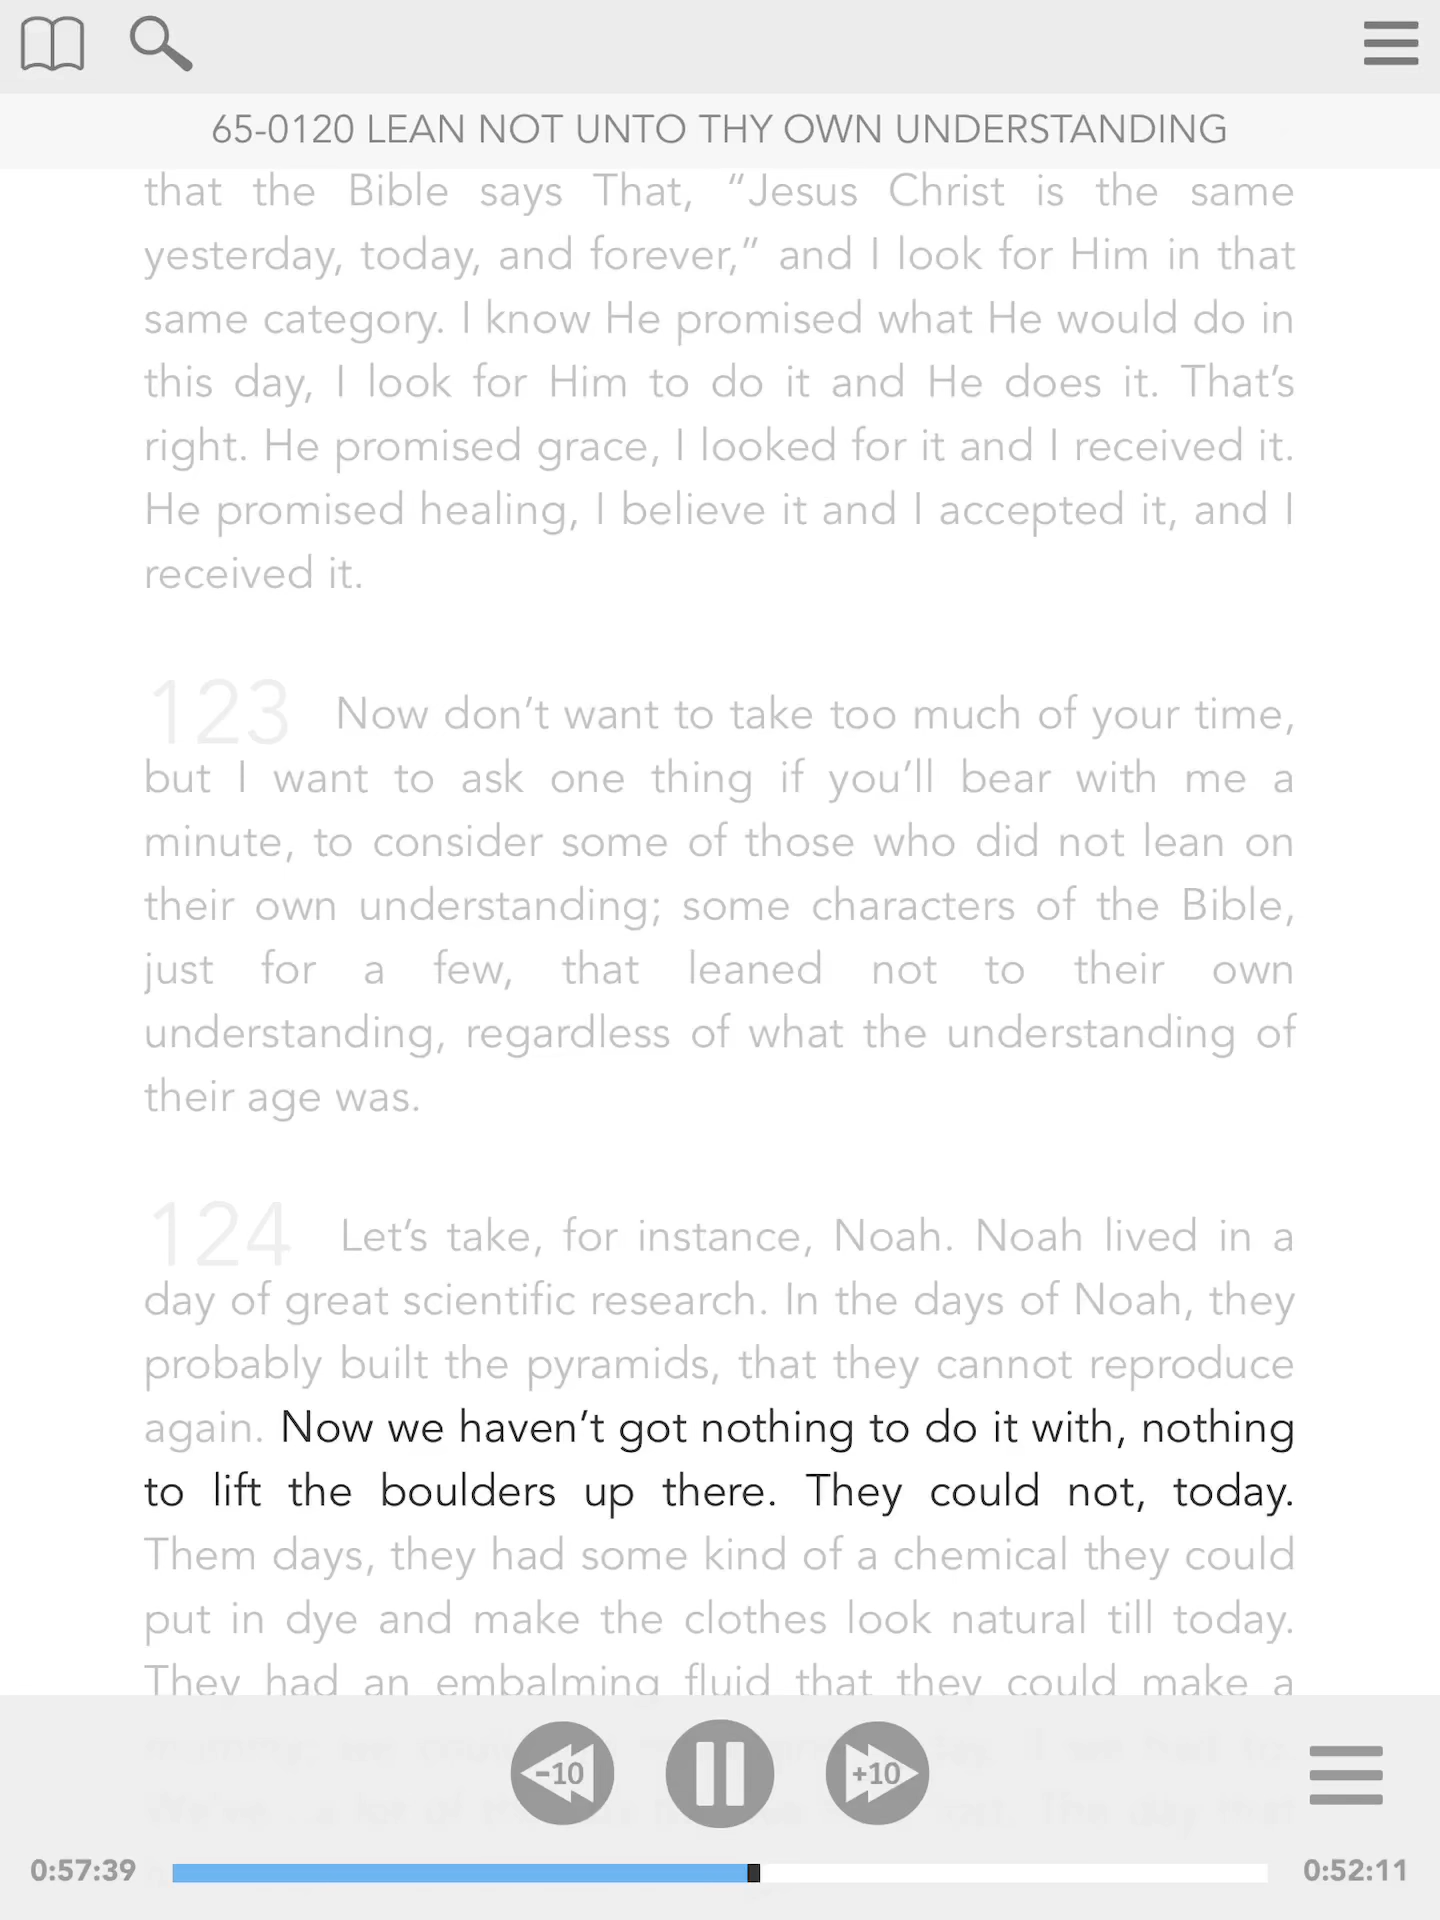 65-0120 LEAN NOT UNTO THY OWN UNDERSTANDING
that the Bible says That, “Jesus Christ is the same
yesterday, today, and forever,” and I look for Him in that
same category. I know He promised what He would do in
this day, I look for Him to do it and He does it. That’s
right. He promised grace, I looked for it and I received it.
He promised healing, I believe it and I accepted it, and I
received it.
123 Now don’t want to take too much of your time,
but I want to ask one thing if you’ll bear with me a
minute, to consider some of those who did not lean on
their own understanding; some characters of the Bible,
just for a few, that leaned not to their own
understanding, regardless of what the understanding of
their age was.
124 Let’s take, for instance, Noah. Noah lived in a
day of great scientific research. In the days of Noah, they
probably built the pyramids, that they cannot reproduce
again. Now we haven’t got nothing to do it with, nothing
to lift the boulders up there. They could not, today.
Them days, they had some kind of a chemical they could
put in dye and make the clothes look natural till today.
They had an embalming fluid that they could make a
-10 +10
0:57:39 0:52:11